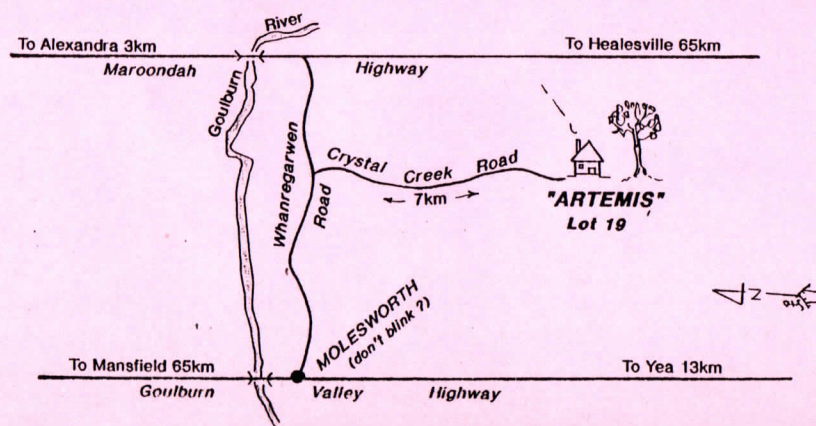 River
To Alexandra 3km
To Healesville 65km
Maroondah Highway
Goulburn
Whanregarwen Road
Crystal Creek Road
7km
"ARTEMIS"
Lot 19
N
MOLESWORTH
(don't blink ?)
To Mansfield 65km
To Yea 13km
Goulburn Valley Highway